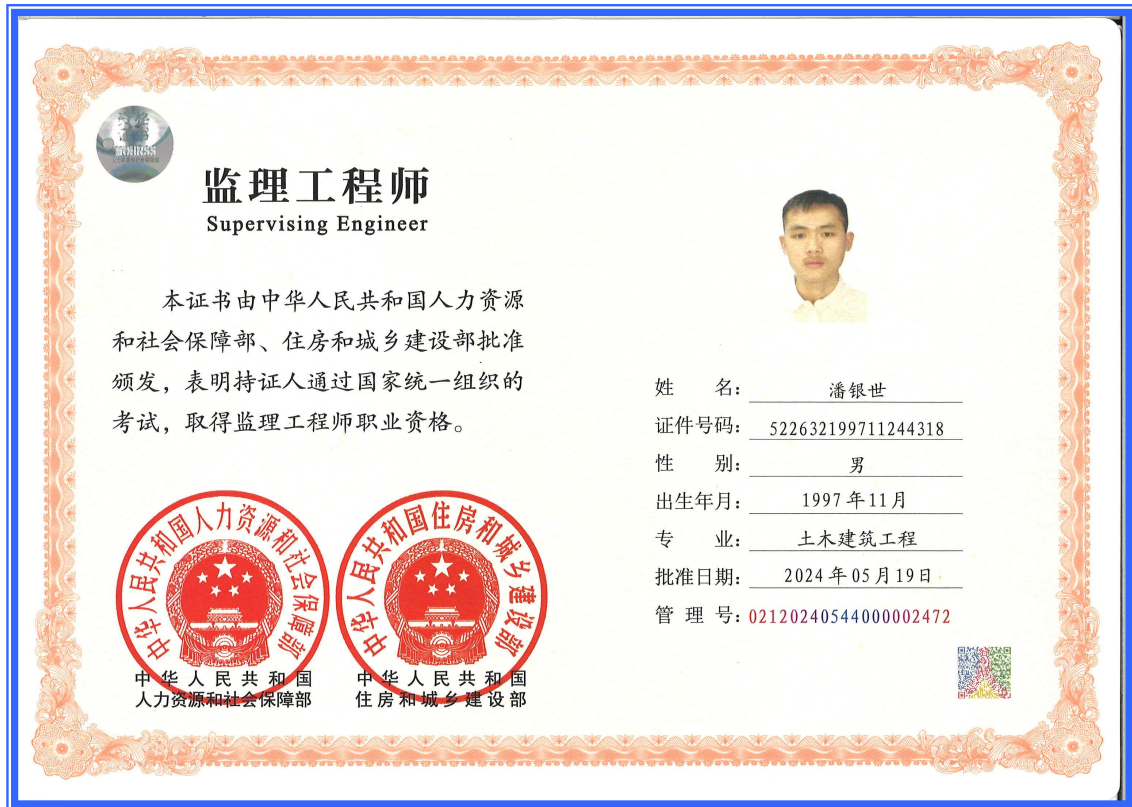 监理工程师
Supervising Engineer
本证书由中华人民共和国人力资源
和社会保障部、住房和城乡建设部批准
颁发，表明持证人通过国家统一组织的
考试，取得监理工程师职业资格。
中华人民共和国人力资源和社会保障部
中华人民共和国
人力资源和社会保障部
中华人民共和国住房和城乡建设部
中华人民共和国
住房和城乡建设部
姓名：潘银世
证件号码：522632199711244318
性别：男
出生年月：1997年11月
专业：土木建筑工程
批准日期：2024年05月19日
管理号：02120240544000002472